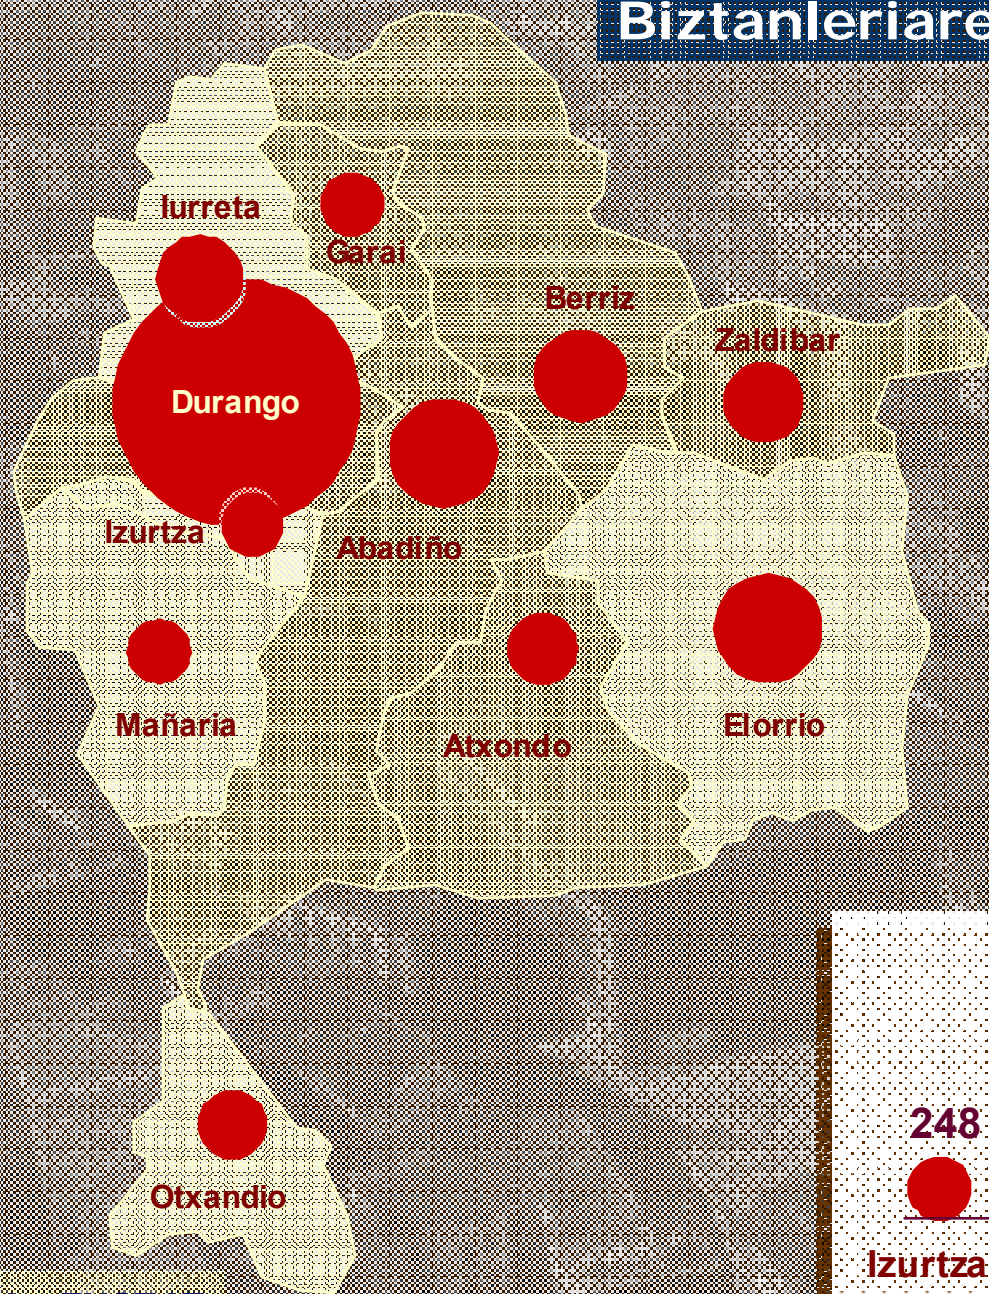 Biztanleriare
Iurreta
Garai
Berriz
Zaldibar
Durango
Izurtza
Abadiño
Mañaria
Atxondo
Elorrio
248
Otxandio
Izurtza